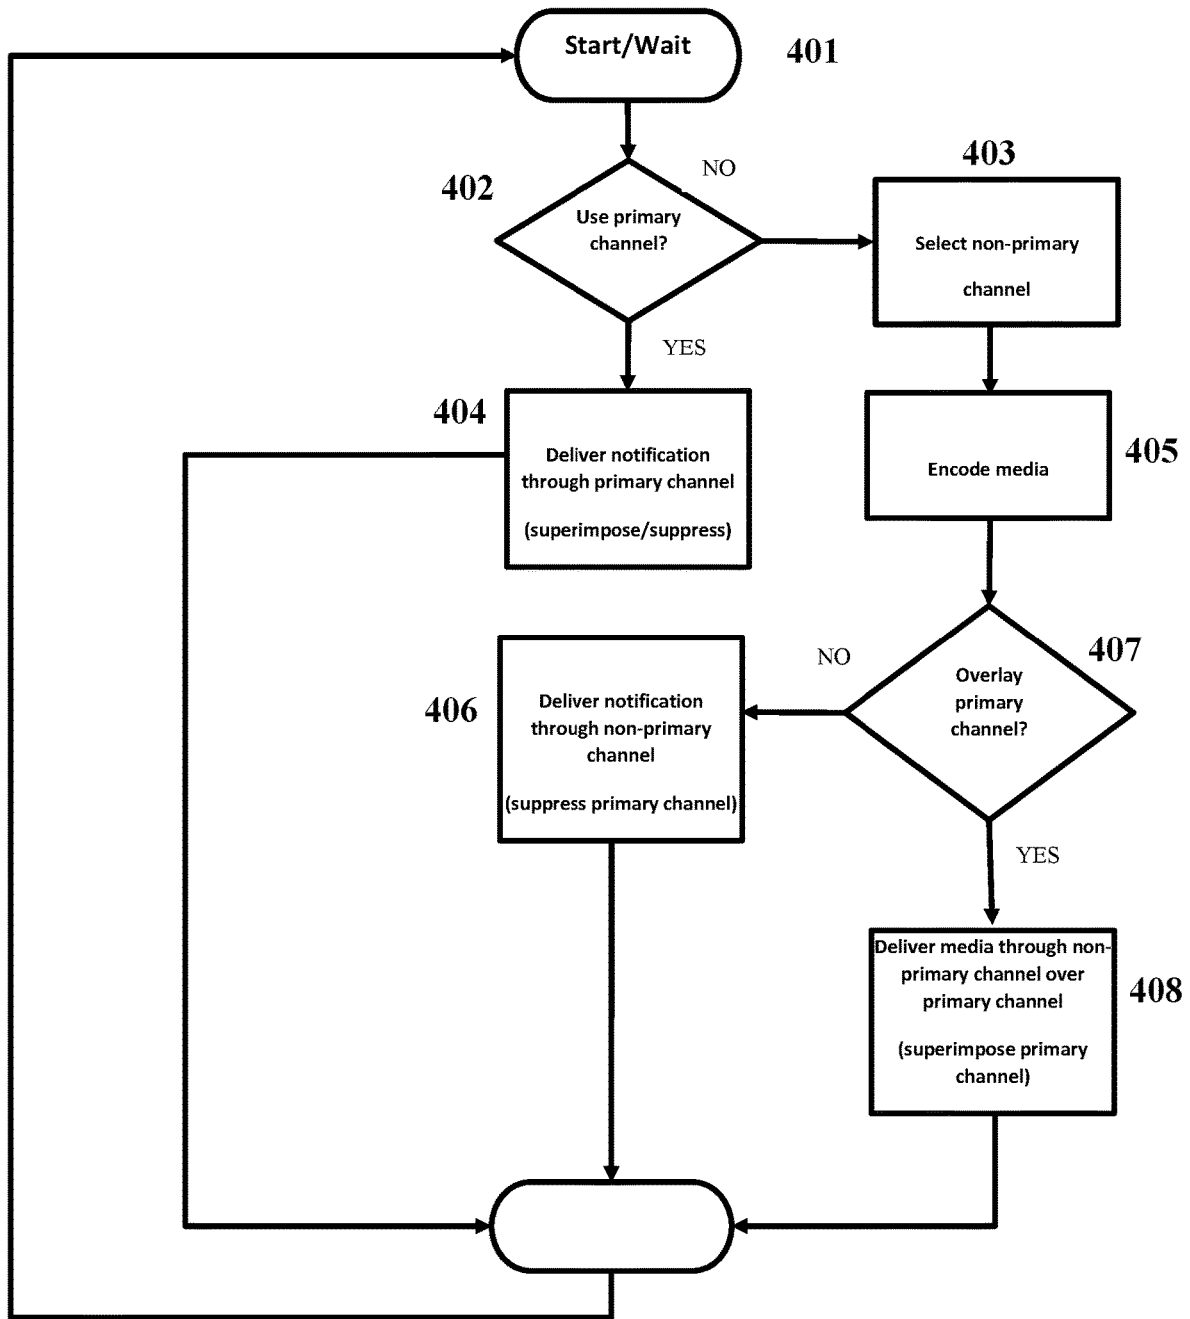 Start/Wait
401
403
402
NO
Use primary
channel?
Select non-primary
channel
YES
404
Deliver notification
through primary channel
(superimpose/suppress)
405
Encode media
407
NO
Overlay
primary
channel?
406
Deliver notification
through non-primary
channel
(suppress primary channel)
YES
Deliver media through non-
primary channel over
primary channel
(superimpose primary
channel)
408